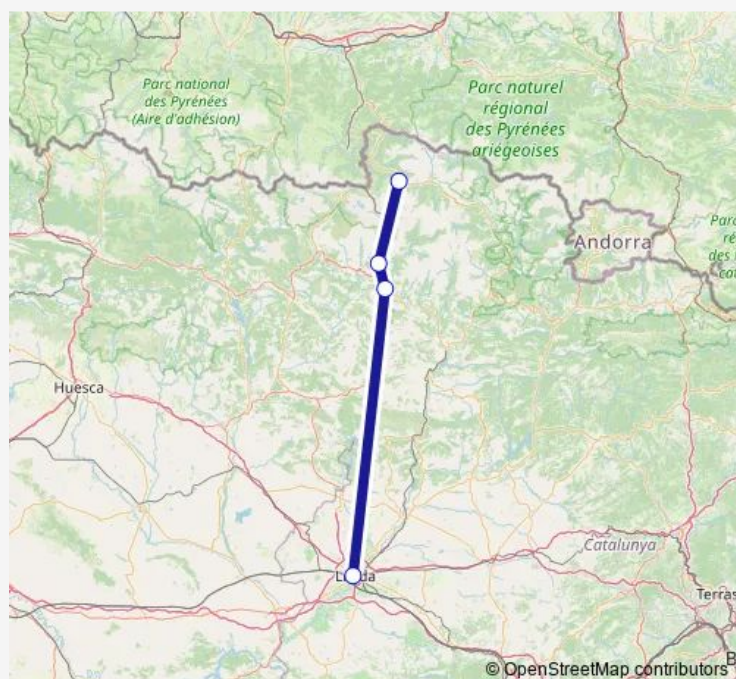 Parc national
des Pyrénées
(Aire d'adhésion)
Parc naturel
régional
des Pyrénées
ariégeoises
Andorra
Huesca
Catalunya
© OpenStreetMap contributors